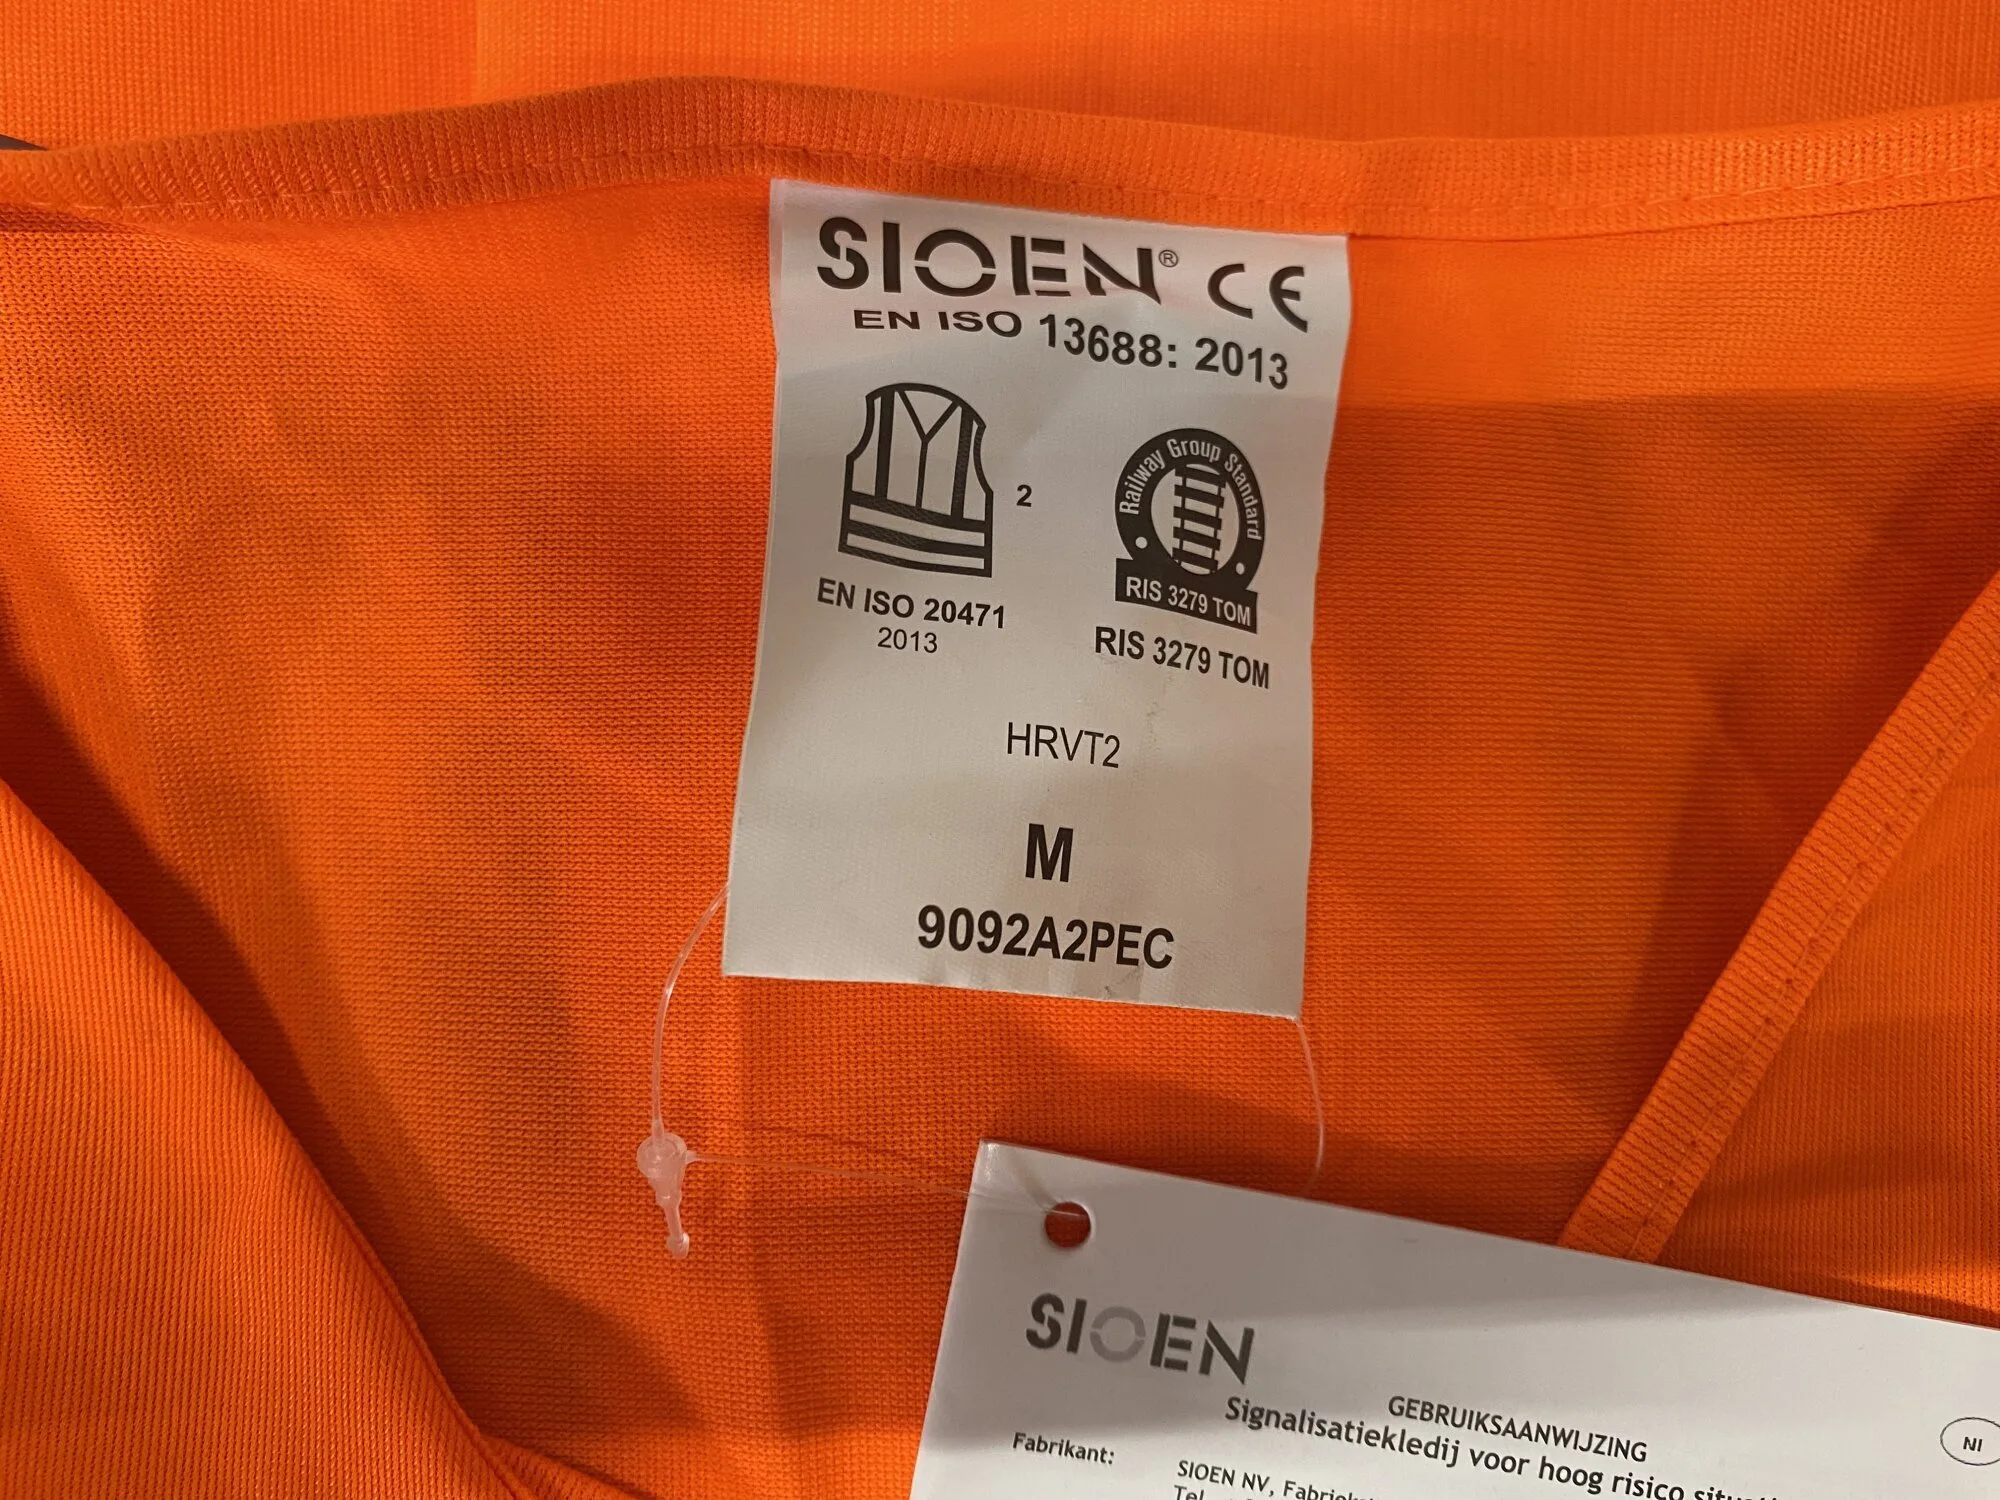 SIOEN® CE
EN ISO 13688: 2013
2
EN ISO 20471
2013
Railway Group Standard
RIS 3279 TOM
RIS 3279 TOM
HRVT2
M
9092A2PEC
SIOEN
GEBRUIKSAANWIJZING
Signalisatiekledij voor hoog risico
NI
Fabrikant:
SIOEN NV,
Tel